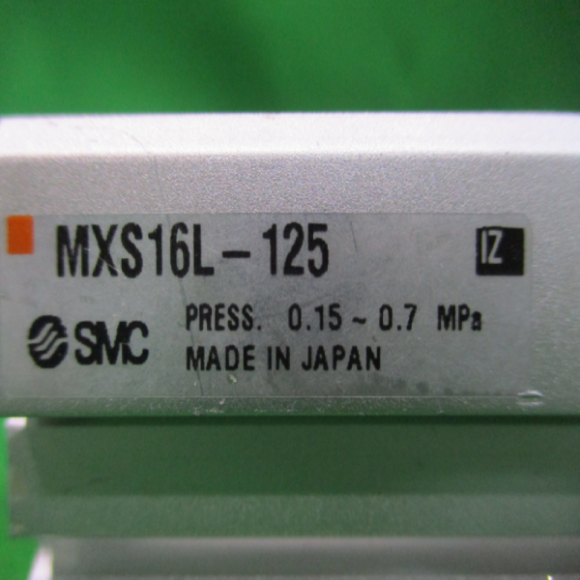 MXS16L-125 IZ
SMC PRESS. 0.15 ~ 0.7 MPa
MADE IN JAPAN